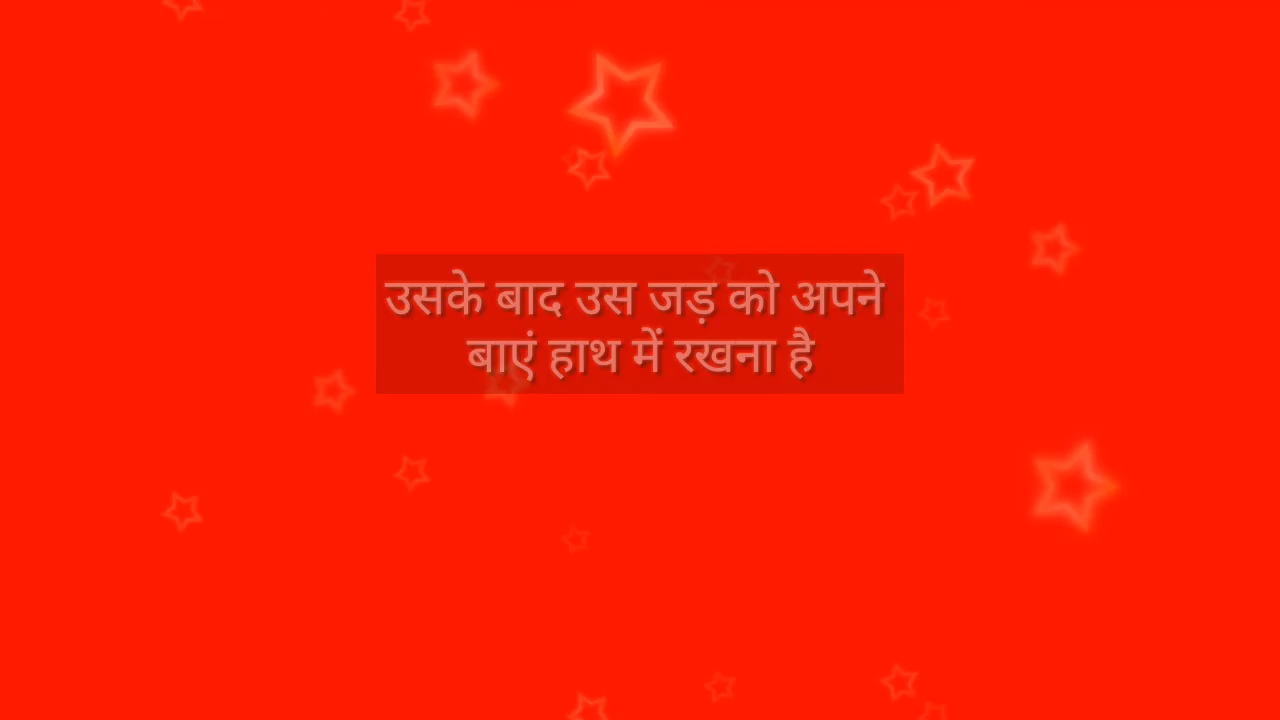 उसके बाद उस जड़ को अपने
बाएं हाथ में रखना है